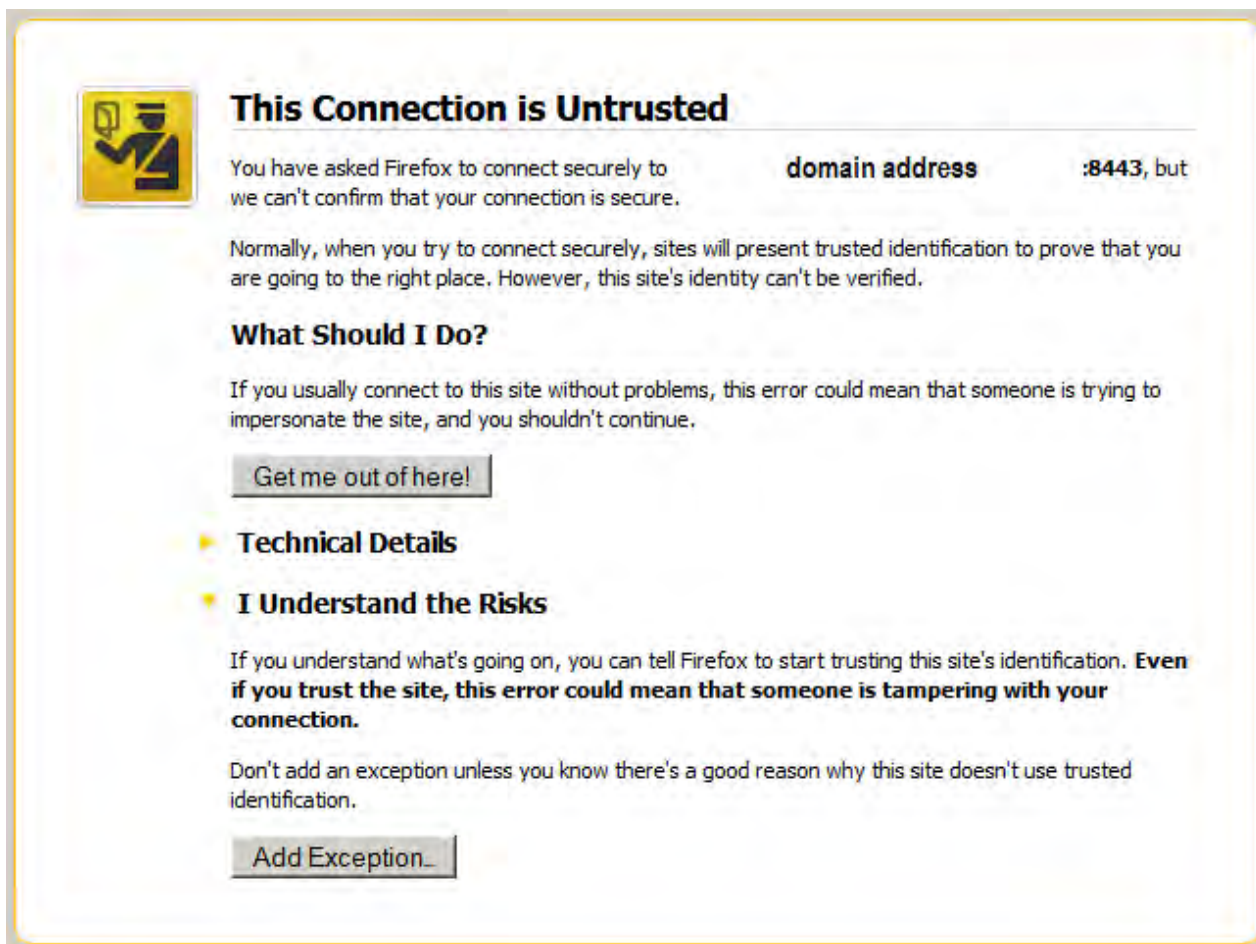 This Connection is Untrusted
You have asked Firefox to connect securely to domain address :8443, but
we can't confirm that your connection is secure.
Normally, when you try to connect securely, sites will present trusted identification to prove that you
are going to the right place. However, this site's identity can't be verified.
What Should I Do?
If you usually connect to this site without problems, this error could mean that someone is trying to
impersonate the site, and you shouldn't continue.
Get me out of here!
Technical Details
I Understand the Risks
If you understand what's going on, you can tell Firefox to start trusting this site's identification. Even
if you trust the site, this error could mean that someone is tampering with your
connection.
Don't add an exception unless you know there's a good reason why this site doesn't use trusted
identification.
Add Exception...